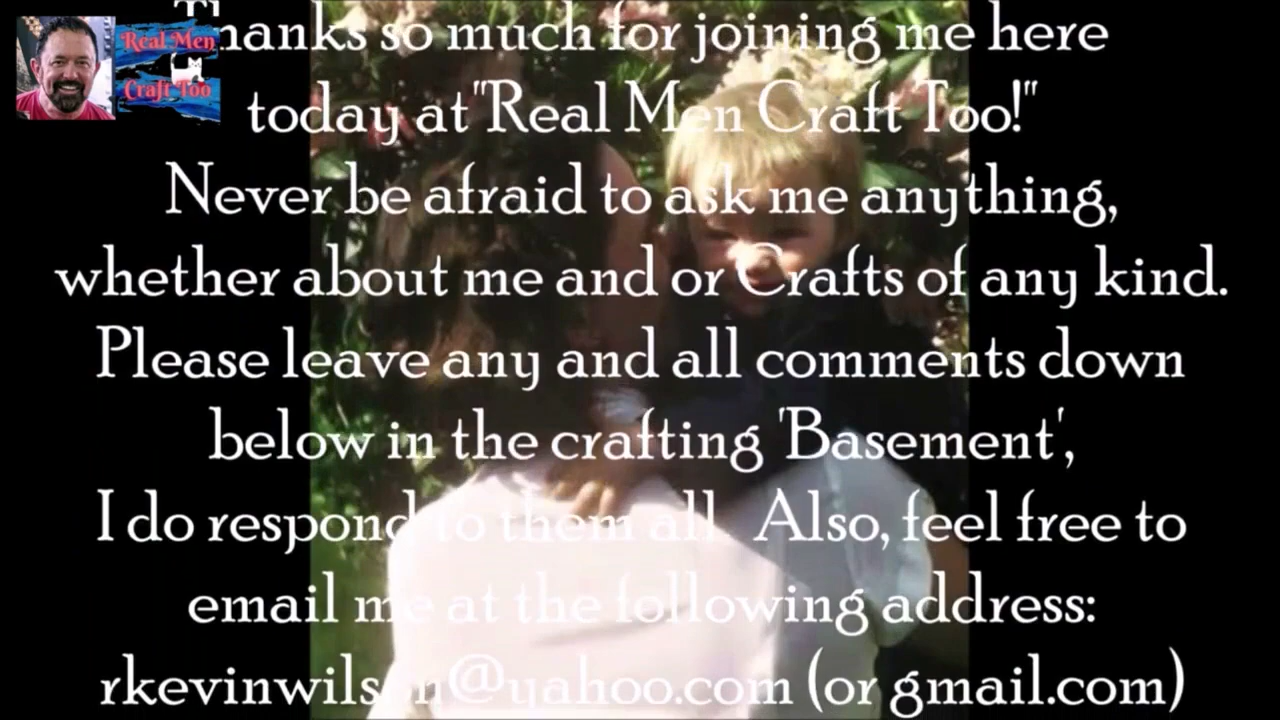 Real Men
Craft Too
Thanks so much for joining me here
today at "Real Men Craft Too!"
Never be afraid to ask me anything,
whether about me and or Crafts of any kind.
Please leave any and all comments down
below in the crafting 'Basement',
I do respond to them all. Also, feel free to
email me at the following address:
rkevinwilson@yahoo.com (or gmail.com)